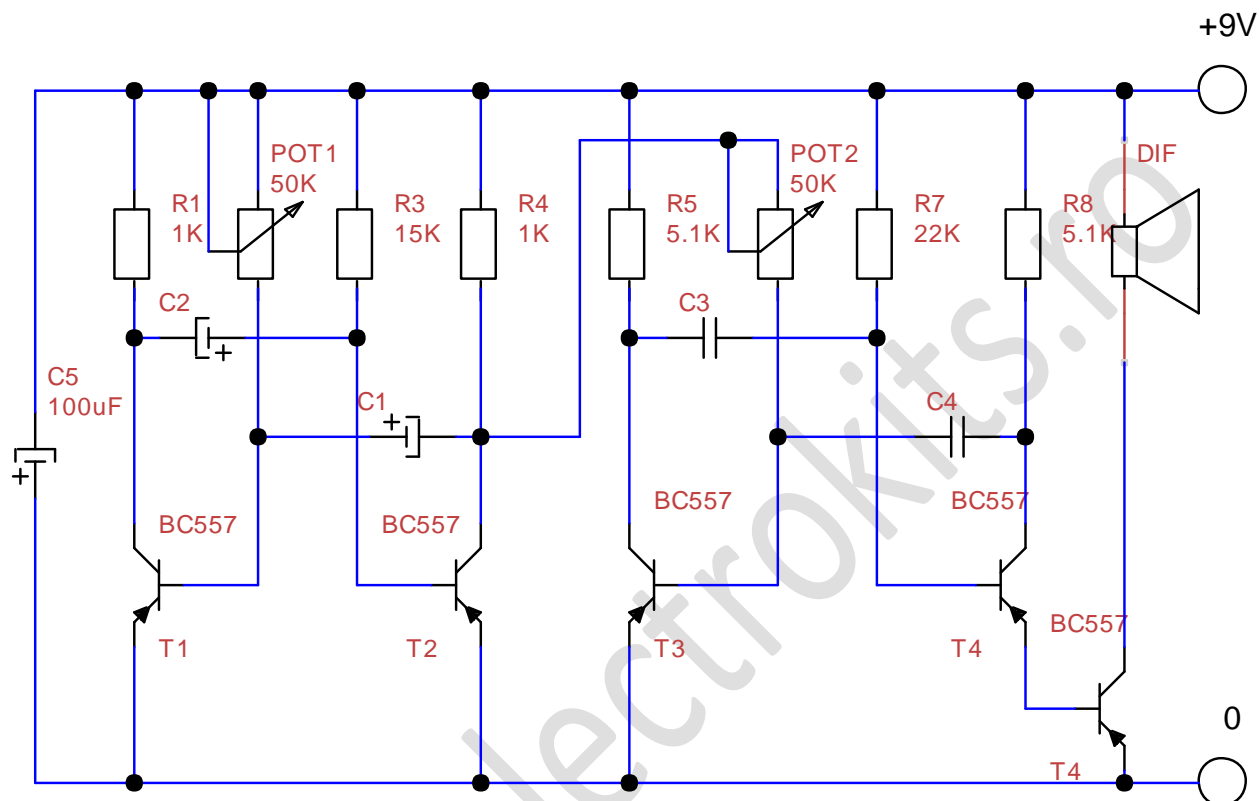 +9V
POT1
50K
POT2
50K
DIF
R1
1K
R3
15K
R4
1K
R5
5.1K
R7
22K
R8
5.1K
C2
+
C3
C5
100uF
+
C1
+
C4
BC557
BC557
BC557
BC557
T1
T2
T3
T4
BC557
0
T4
lectrokits.ro